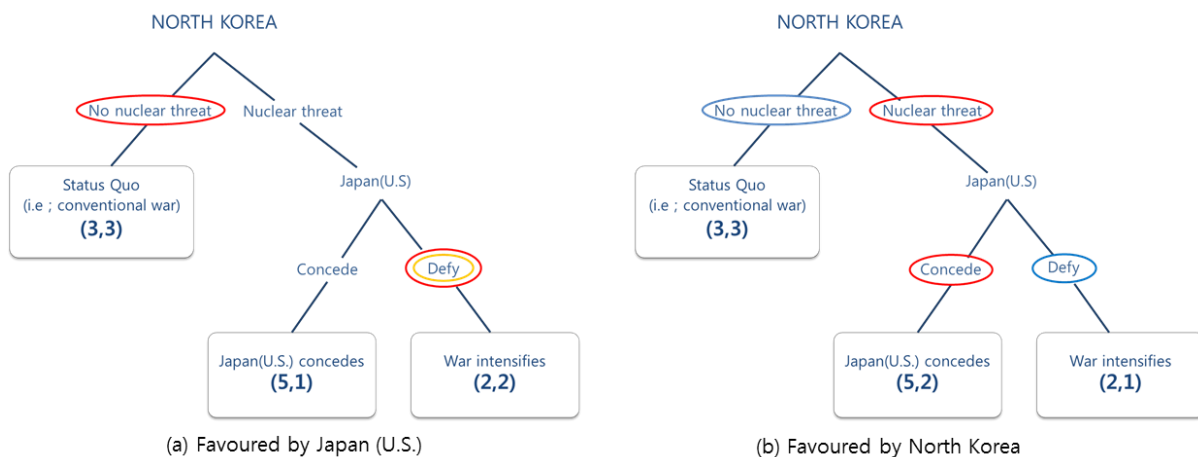 NORTH KOREA
No nuclear threat
Nuclear threat
Status Quo
(i.e ; conventional war)
(3,3)
Japan(U.S)
Concede
Defy
Japan(U.S.) concedes
(5,1)
War intensifies
(2,2)
(a) Favoured by Japan (U.S.)
NORTH KOREA
No nuclear threat
Nuclear threat
Status Quo
(i.e ; conventional war)
(3,3)
Japan(U.S)
Concede
Defy
Japan(U.S.) concedes
(5,2)
War intensifies
(2,1)
(b) Favoured by North Korea